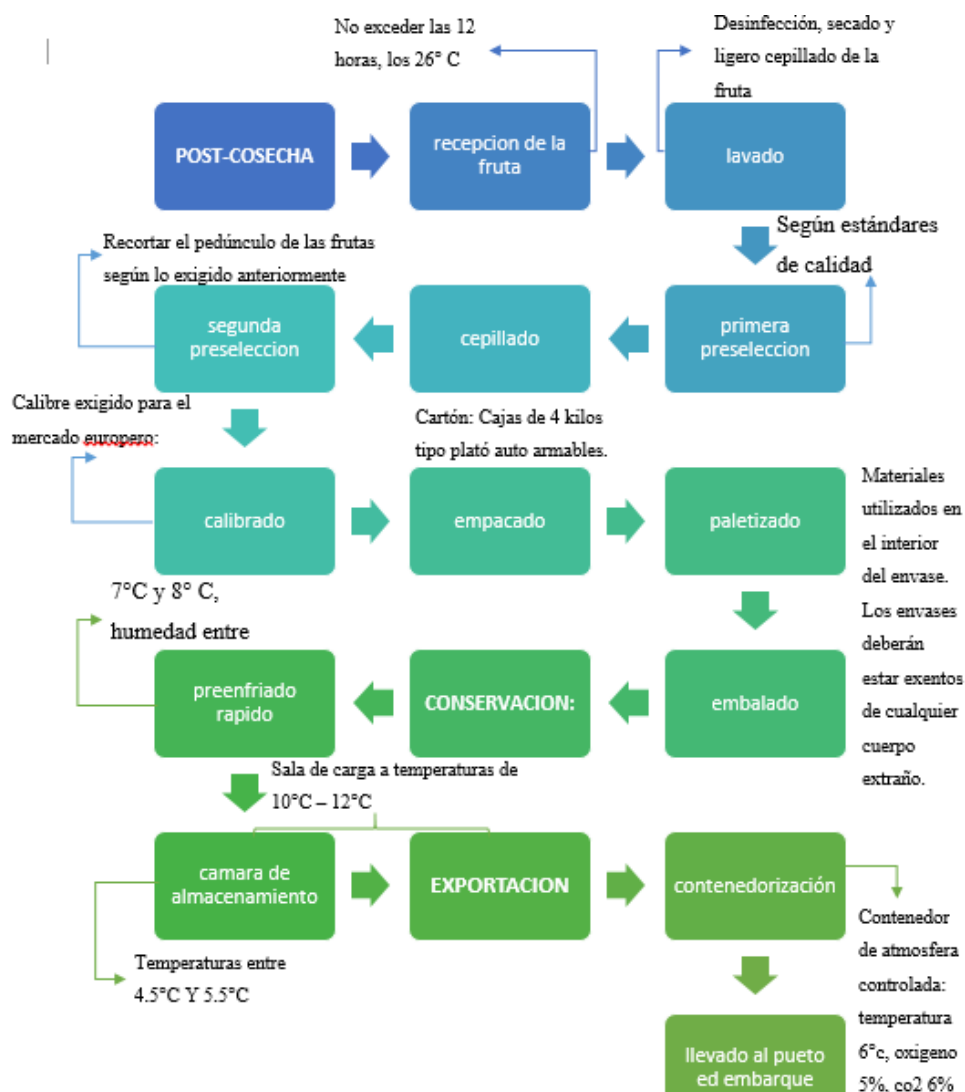 No exceder las 12
horas, los 26° C
Desinfección, secado y
ligero cepillado de la
fruta
POST-COSECHA
recepcion de la
fruta
lavado
Según estándares
de calidad
Recortar el pedúnculo de las frutas
según lo exigido anteriormente
segunda
preseleccion
cepillado
primera
preseleccion
Calibre exigido para el
mercado europero:
Cartón: Cajas de 4 kilos
tipo plató auto armables.
calibrado
empacado
paletizado
Materiales
utilizados en
el interior
del envase.
Los envases
deberán
estar exentos
de cualquier
cuerpo
extraño.
7°C y 8° C,
humedad entre
preenfriado
rapido
CONSERVACION:
embalado
Sala de carga a temperaturas de
10°C – 12°C
camara de
almacenamiento
EXPORTACION
contenedorización
Temperaturas entre
4.5°C Y 5.5°C
Contenedor
de atmosfera
controlada:
temperatura
6°c, oxigeno
5%, co2 6%
llevado al pueto
ed embarque